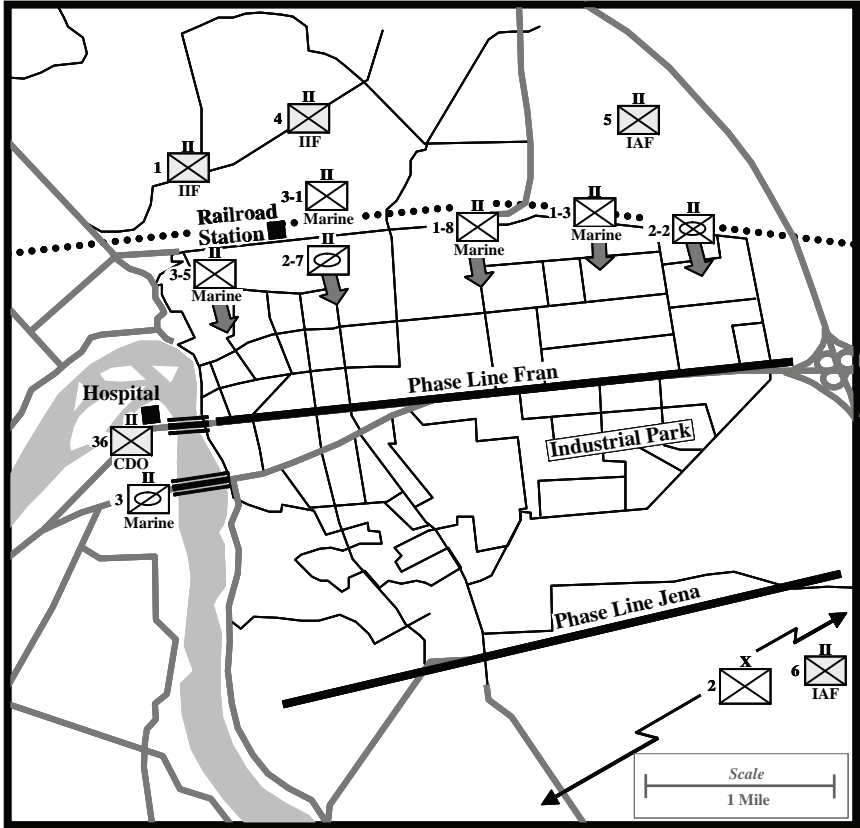 II
4
IIF
II
5
IAF
II
1
IIF
II
3-1
Marine
Railroad
Station
II
1-8
Marine
II
1-3
Marine
II
2-2
II
3-5
Marine
II
2-7
Hospital
II
36
CDO
II
3
Marine
Phase Line Fran
Industrial Park
Phase Line Jena
X
2
II
6
IAF
Scale
1 Mile